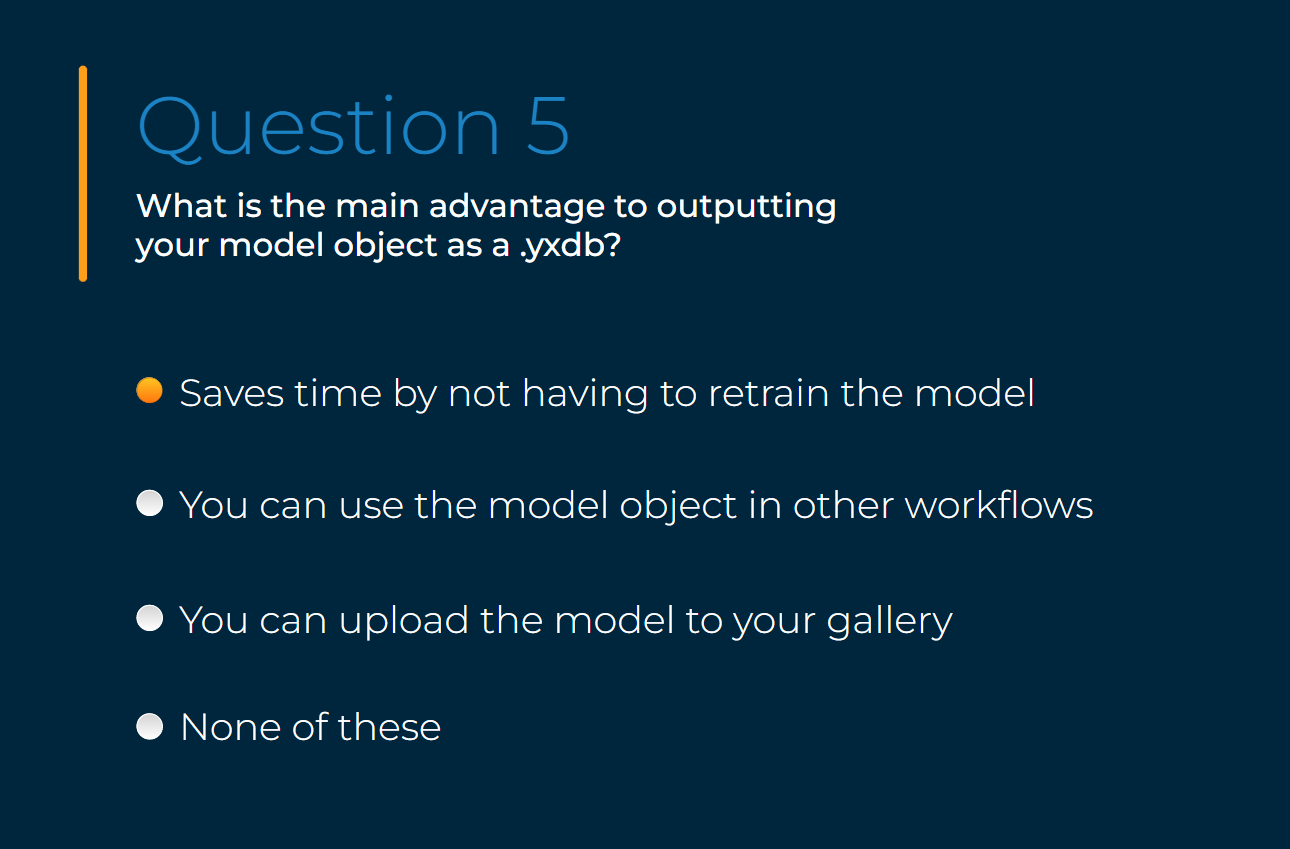 Question 5
What is the main advantage to outputting
your model object as a .yxdb?
Saves time by not having to retrain the model
You can use the model object in other workflows
You can upload the model to your gallery
None of these